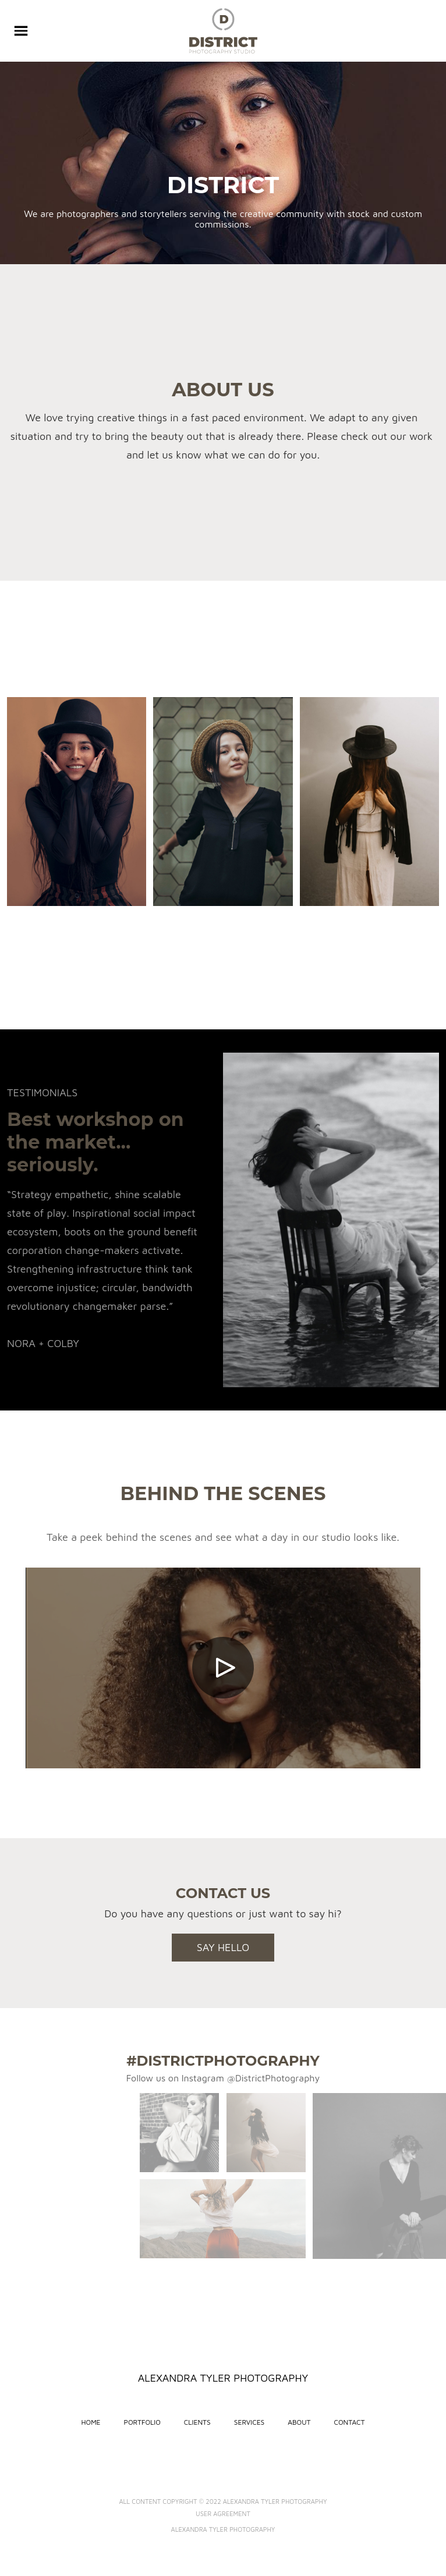 D
DISTRICT
PHOTOGRAPHY STUDIO
DISTRICT
We are photographers and storytellers serving the creative community with stock and custom
commissions.
ABOUT US
We love trying creative things in a fast paced environment. We adapt to any given
situation and try to bring the beauty out that is already there. Please check out our work
and let us know what we can do for you.
TESTIMONIALS
Best workshop on
the market...
seriously.
“Strategy empathetic, shine scalable
state of play. Inspirational social impact
ecosystem, boots on the ground benefit
corporation change-makers activate.
Strengthening infrastructure think tank
overcome injustice; circular, bandwidth
revolutionary changemaker parse.”
NORA + COLBY
BEHIND THE SCENES
Take a peek behind the scenes and see what a day in our studio looks like.
CONTACT US
Do you have any questions or just want to say hi?
SAY HELLO
#DISTRICTPHOTOGRAPHY
Follow us on Instagram @DistrictPhotography
ALEXANDRA TYLER PHOTOGRAPHY
HOME PORTFOLIO CLIENTS SERVICES ABOUT CONTACT
ALL CONTENT COPYRIGHT © 2022 ALEXANDRA TYLER PHOTOGRAPHY
USER AGREEMENT
ALEXANDRA TYLER PHOTOGRAPHY